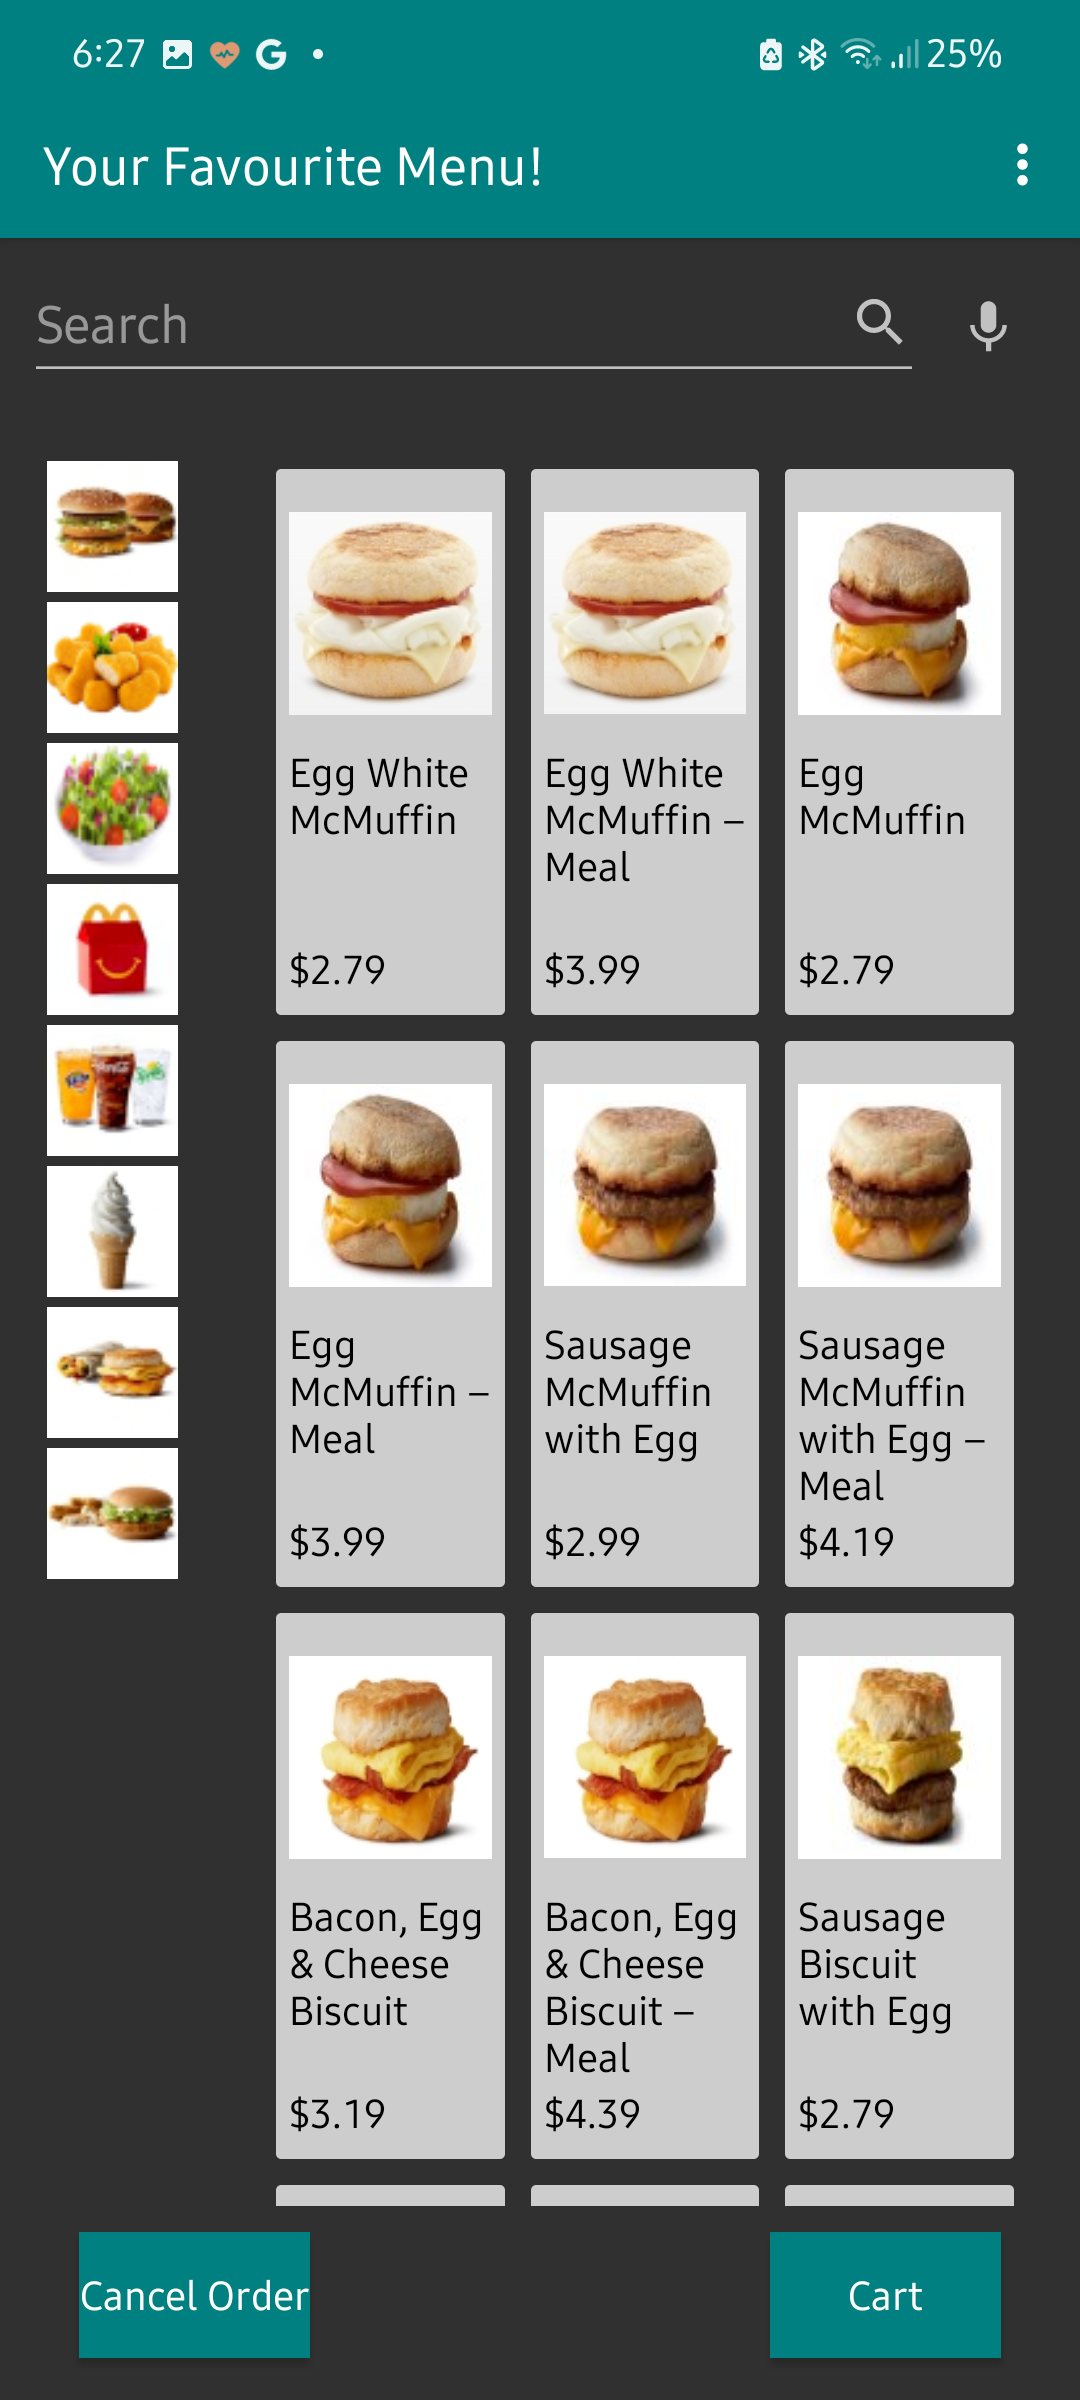 6:27
25%
Your Favourite Menu!
Search
Egg White
McMuffin
$2.79
Egg White
McMuffin –
Meal
$3.99
Egg
McMuffin
$2.79
Egg
McMuffin –
Meal
$3.99
Sausage
McMuffin
with Egg
$2.99
Sausage
McMuffin
with Egg –
Meal
$4.19
Bacon, Egg
& Cheese
Biscuit
$3.19
Bacon, Egg
& Cheese
Biscuit –
Meal
$4.39
Sausage
Biscuit
with Egg
$2.79
Cancel Order
Cart